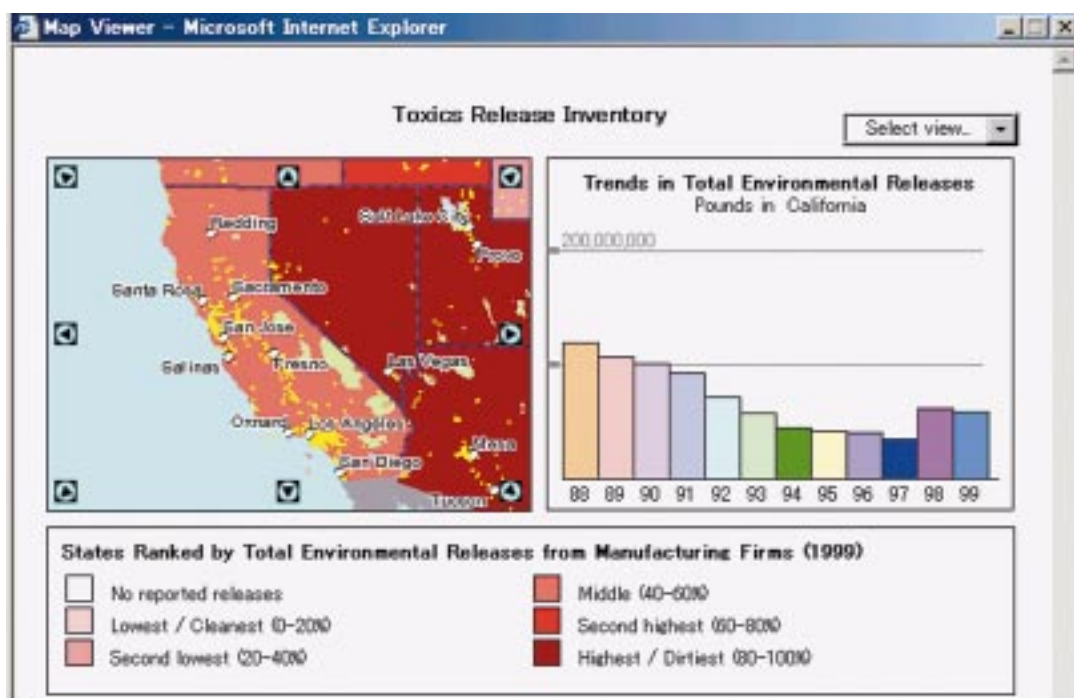 Map Viewer - Microsoft Internet Explorer
Toxics Release Inventory
Select view...
Redding
Salt Lake City
Provo
Santa Rosa
Sacramento
San Jose
Salinas
Fresno
Las Vegas
Oxnard
Los Angeles
Mesa
San Diego
Tucson
Trends in Total Environmental Releases
Pounds in California
200,000,000
88 89 90 91 92 93 94 95 96 97 98 99
States Ranked by Total Environmental Releases from Manufacturing Firms (1999)
No reported releases
Lowest / Cleanest (0-20%)
Second lowest (20-40%)
Middle (40-60%)
Second highest (60-80%)
Highest / Dirtiest (80-100%)